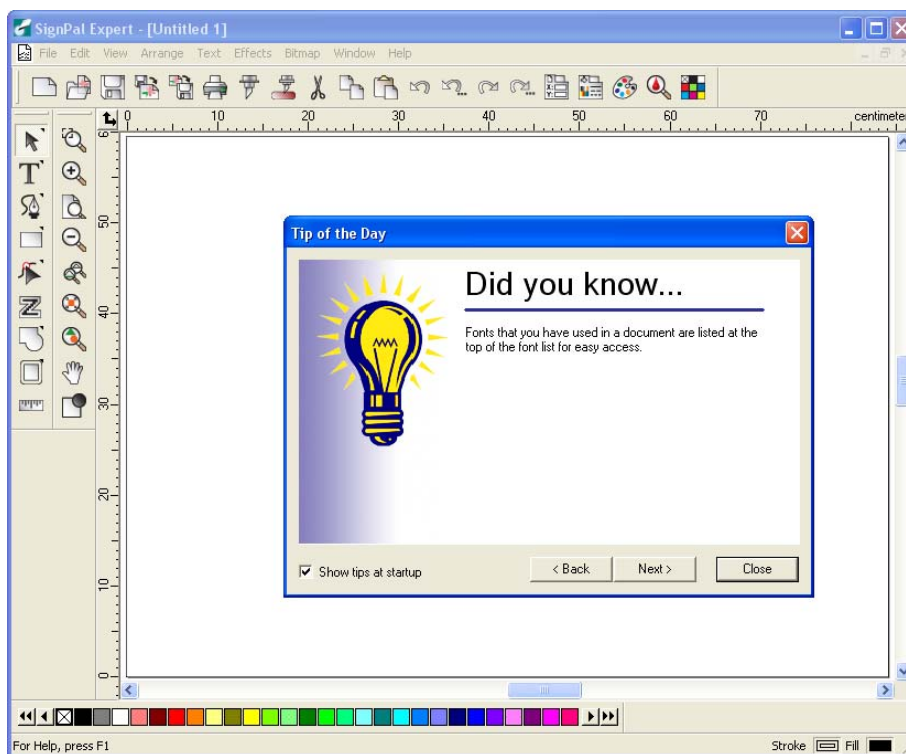 SignPal Expert - [Untitled 1]
File Edit View Arrange Text Effects Bitmap Window Help
0 10 20 30 40 50 60 70 centimeter
6
50
40
30
20
10
0
Tip of the Day
Did you know...
Fonts that you have used in a document are listed at the
top of the font list for easy access.
Show tips at startup
< Back Next > Close
For Help, press F1
Stroke Fill